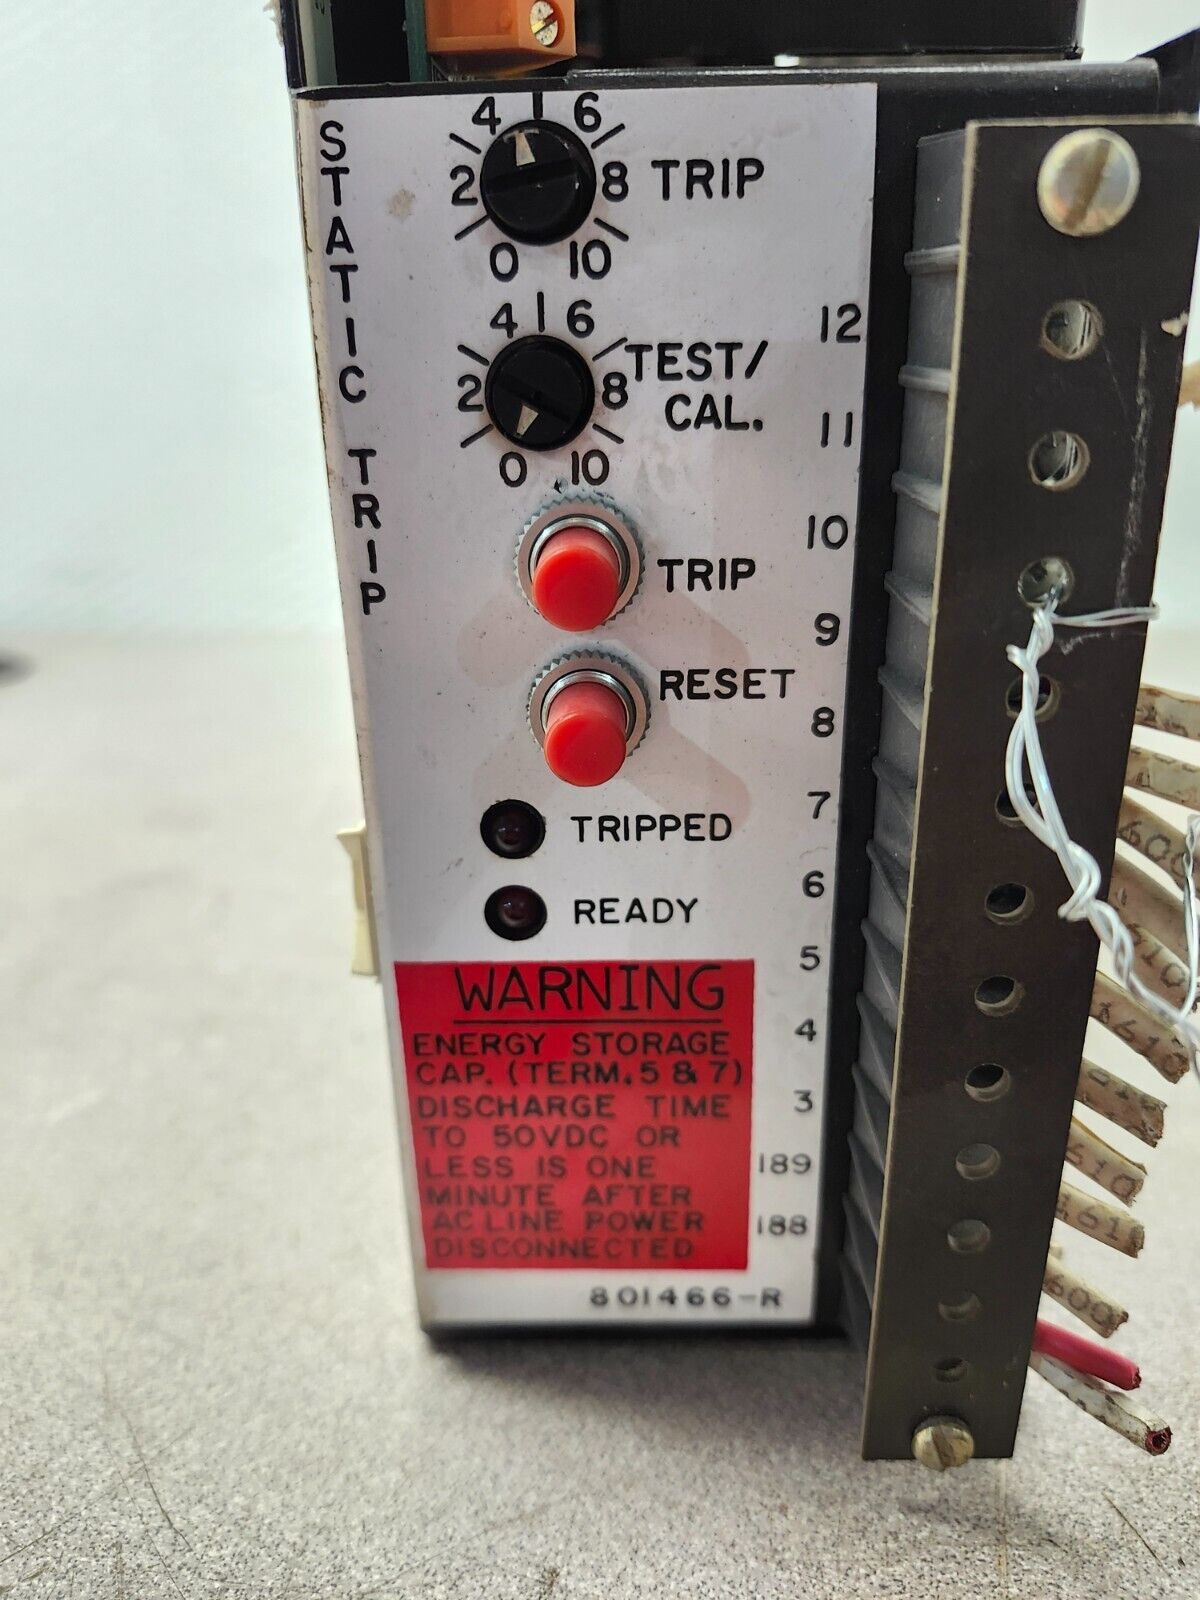 STATIC TRIP
4 6
2 8 TRIP
0 10
4 6
2 8 TEST/
CAL.
0 10
TRIP
RESET
TRIPPED
READY
WARNING
ENERGY STORAGE
CAP. (TERM. 5 & 7)
DISCHARGE TIME
TO 50VDC OR
LESS IS ONE
MINUTE AFTER
AC LINE POWER
DISCONNECTED
801466-R
12
11
10
9
8
7
6
5
4
3
189
188